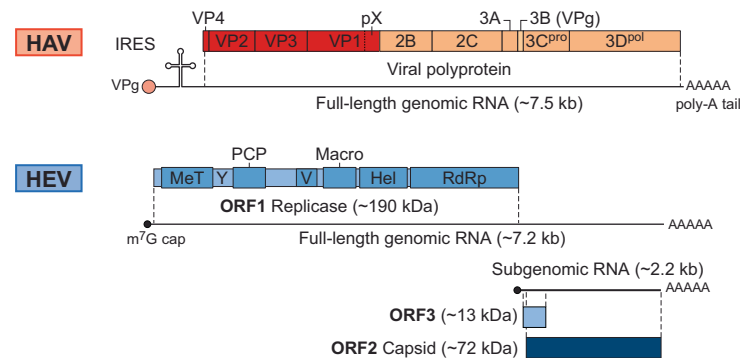 VP4 pX 3A 3B (VPg)
HAV IRES VP2 VP3 VP1 2B 2C 3Cpro 3Dpol
Viral polyprotein
VPg AAAAA
Full-length genomic RNA (~7.5 kb) poly-A tail
PCP Macro
HEV MeT Y V Hel RdRp
ORF1 Replicase (~190 kDa)
AAAAA
m7G cap Full-length genomic RNA (~7.2 kb)
Subgenomic RNA (~2.2 kb)
AAAAA
ORF3 (~13 kDa)
ORF2 Capsid (~72 kDa)